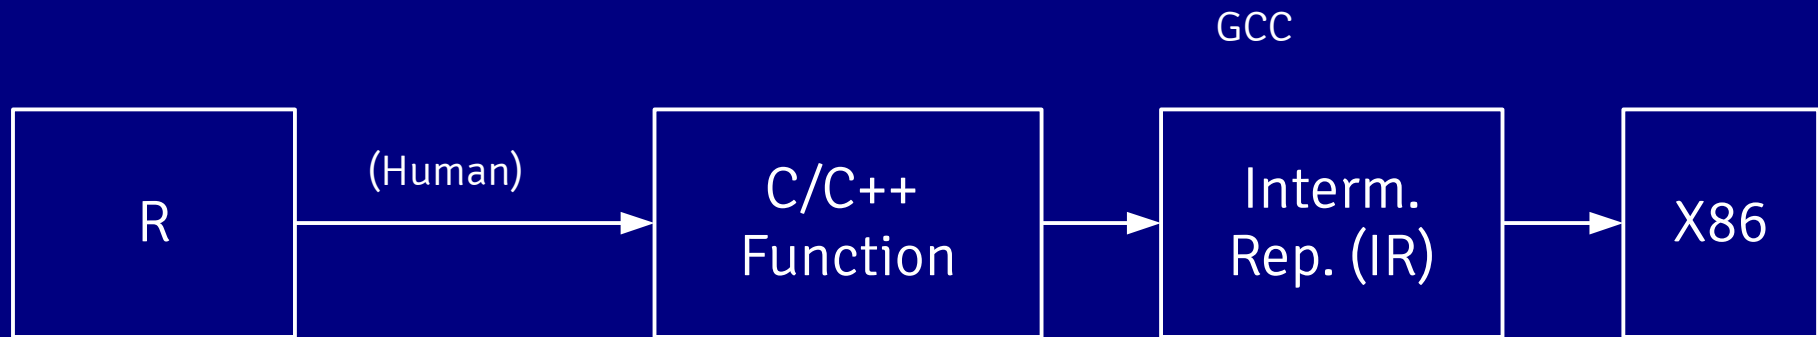 GCC
R
(Human)
C/C++
Function
Interm.
Rep. (IR)
X86